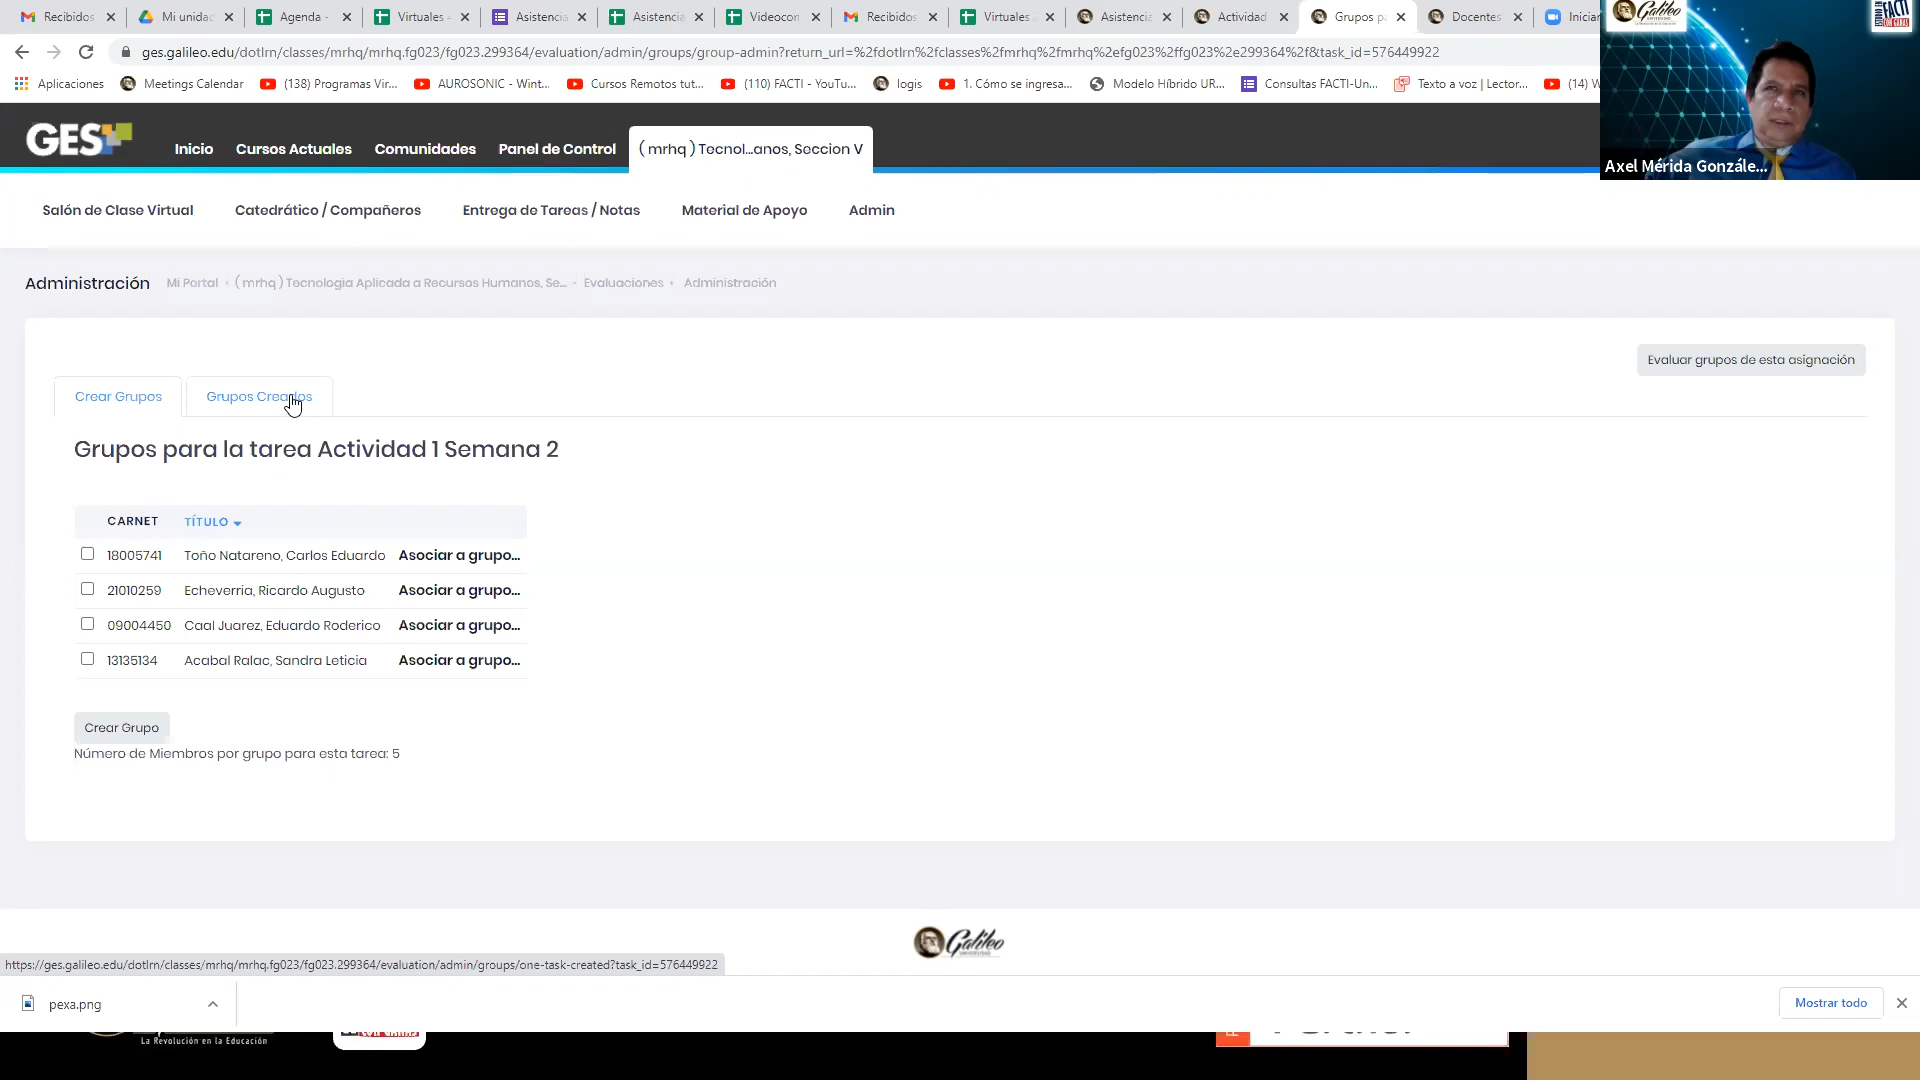 Recibidos
Mi unida
Agenda -
Virtuales -
Asistencia
Asistencia
Videocon
Recibidos
Virtuales
Asistencia
Actividad
Grupos p
Docentes
Iniciar
ges.galileo.edu/dotlrn/classes/mrhq/mrhq.fg023/fg023.299364/evaluation/admin/groups/group-admin?return_url=%2fdotlrn%2fclasses%2fmrhq%2fmrhq%2efg023%2ffg023%2e299364%2f&task_id=576449922
Aplicaciones
Meetings Calendar
(138) Programas Vir...
AUROSONIC - Wint...
Cursos Remotos tut...
(110) FACTI - YouTu...
logis
1. Cómo se ingresa...
Modelo Híbrido UR...
Consultas FACTI-Un...
Texto a voz | Lector...
(14) W
Galileo
FACTI
Axel Mérida Gonzále...
GES
Inicio
Cursos Actuales
Comunidades
Panel de Control
( mrhq ) Tecnol...anos, Seccion V
Salón de Clase Virtual
Catedrático / Compañeros
Entrega de Tareas / Notas
Material de Apoyo
Admin
Administración
Mi Portal
( mrhq ) Tecnologia Aplicada a Recursos Humanos, Se...
Evaluaciones
Administración
Evaluar grupos de esta asignación
Crear Grupos
Grupos Creados
Grupos para la tarea Actividad 1 Semana 2
CARNET TÍTULO
18005741 Toño Natareno, Carlos Eduardo Asociar a grupo...
21010259 Echeverria, Ricardo Augusto Asociar a grupo...
09004450 Caal Juarez, Eduardo Roderico Asociar a grupo...
13135134 Acabal Ralac, Sandra Leticia Asociar a grupo...
Crear Grupo
Número de Miembros por grupo para esta tarea: 5
Galileo
https://ges.galileo.edu/dotlrn/classes/mrhq/mrhq.fg023/fg023.299364/evaluation/admin/groups/one-task-created?task_id=576449922
pexa.png
Mostrar todo
La Revolución en la Educación